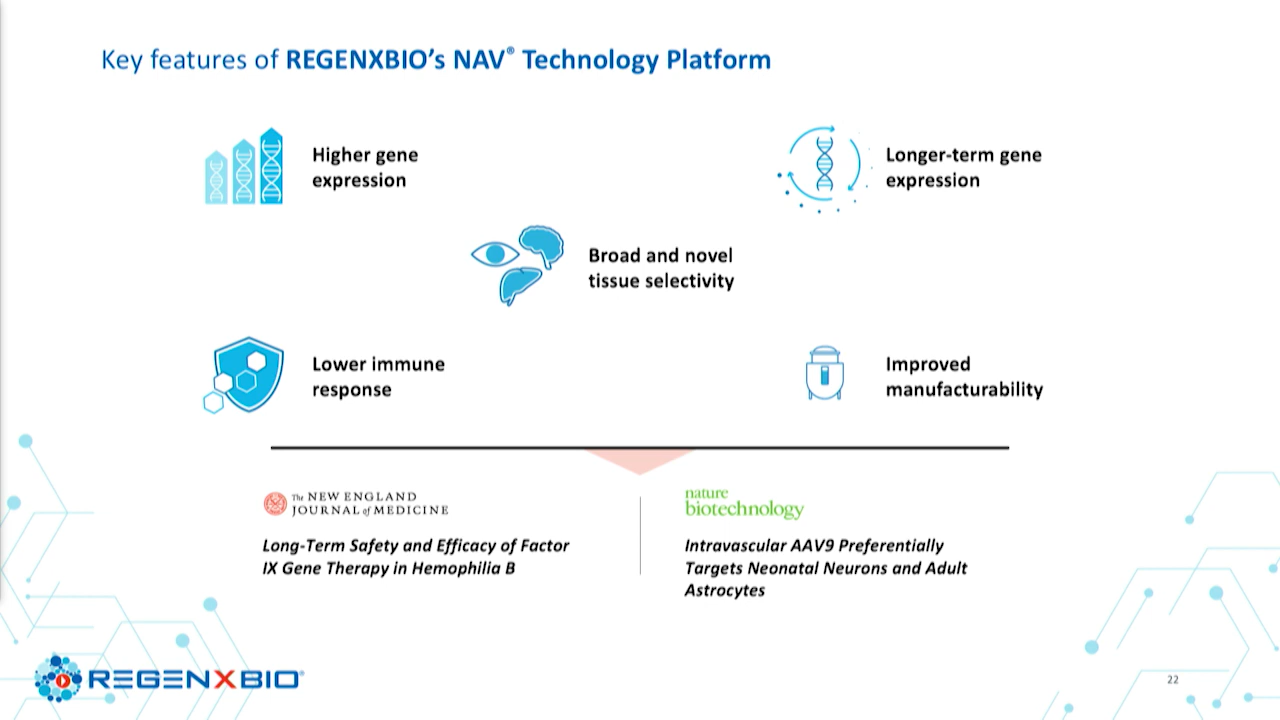 Key features of REGENXBIO's NAV® Technology Platform
Higher gene
expression
Longer-term gene
expression
Broad and novel
tissue selectivity
Lower immune
response
Improved
manufacturability
The NEW ENGLAND
JOURNAL of MEDICINE
Long-Term Safety and Efficacy of Factor
IX Gene Therapy in Hemophilia B
nature
biotechnology
Intravascular AAV9 Preferentially
Targets Neonatal Neurons and Adult
Astrocytes
REGENXBIO®
22